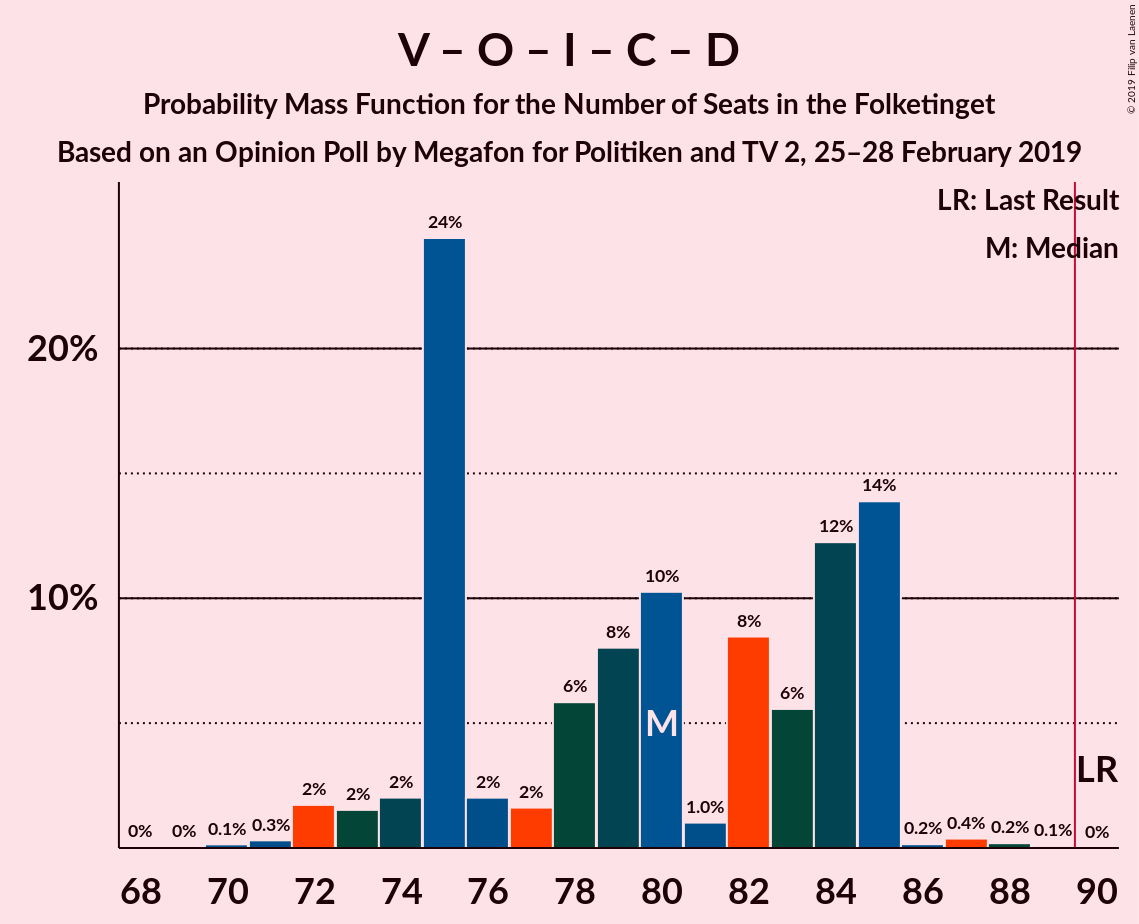 V – O – I – C – D
Probability Mass Function for the Number of Seats in the Folketinget
Based on an Opinion Poll by Megafon for Politiken and TV 2, 25–28 February 2019
© 2019 Filip van Laenen
LR: Last Result
M: Median
20%
10%
0%
0%
0.1%
0.3%
2%
2%
2%
24%
2%
2%
6%
8%
10%
1.0%
8%
6%
12%
14%
0.2%
0.4%
0.2%
0.1%
0%
M
LR
68 70 72 74 76 78 80 82 84 86 88 90